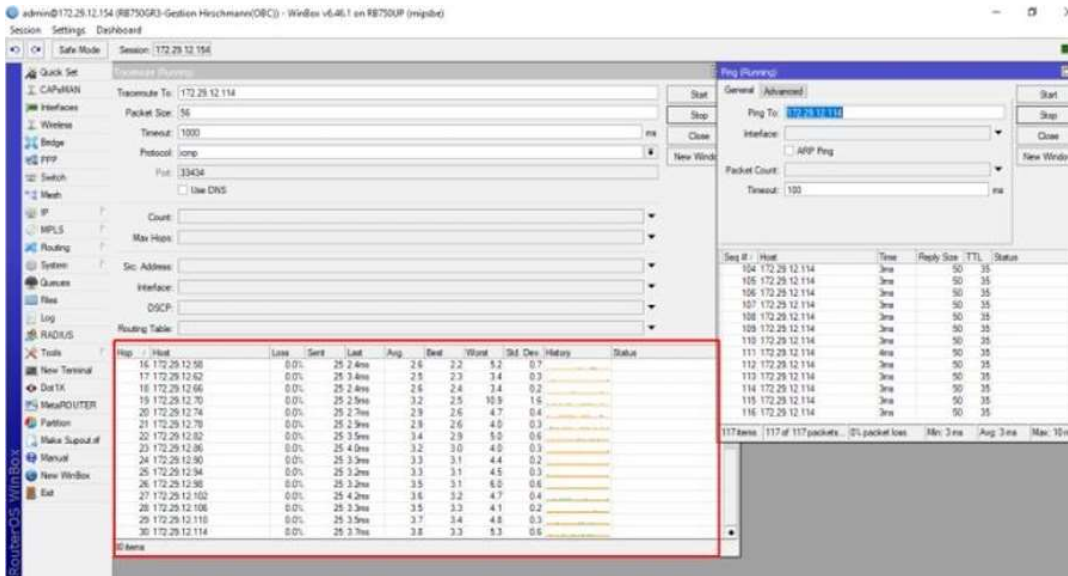 admin@172.29.12.154 (RB750GR3-Gestion Hirschmann(OBC)) - WinBox v6.46.1 on RB750UP (mipsbe)
Session Settings Dashboard
Safe Mode Session: 172.29.12.154
Quick Set
CAPsMAN
Interfaces
Wireless
Bridge
PPP
Switch
Mesh
IP
MPLS
Routing
System
Queues
Files
Log
RADIUS
Tools
New Terminal
Dot1X
MetaROUTER
Partition
Make Supout.rif
Manual
New WinBox
Exit
RouterOS WinBox
Traceroute (Running)
Traceroute To: 172.29.12.114
Packet Size: 56
Timeout: 1000 ms
Protocol: icmp
Port: 33434
Use DNS
Count:
Max Hops:
Src. Address:
Interface:
DSCP:
Routing Table:
Start
Stop
Close
New Windo
Hop / Host Loss Sent Last Avg. Best Worst Std. Dev. History Status
16 172.29.12.58 0.0% 25 2.4ms 2.6 2.2 5.2 0.7
17 172.29.12.62 0.0% 25 2.4ms 2.5 2.3 3.4 0.3
18 172.29.12.66 0.0% 25 2.4ms 2.6 2.4 3.4 0.2
19 172.29.12.70 0.0% 25 2.5ms 3.2 2.5 10.9 1.6
20 172.29.12.74 0.0% 25 2.7ms 2.9 2.6 4.7 0.4
21 172.29.12.78 0.0% 25 2.9ms 2.9 2.6 4.0 0.3
22 172.29.12.82 0.0% 25 3.5ms 3.4 2.9 5.0 0.6
23 172.29.12.86 0.0% 25 4.0ms 3.2 3.0 4.0 0.3
24 172.29.12.90 0.0% 25 3.3ms 3.3 3.1 4.4 0.2
25 172.29.12.94 0.0% 25 3.2ms 3.3 3.1 4.5 0.3
26 172.29.12.98 0.0% 25 3.2ms 3.5 3.1 6.0 0.6
27 172.29.12.102 0.0% 25 4.2ms 3.6 3.2 4.7 0.4
28 172.29.12.106 0.0% 25 3.3ms 3.5 3.3 4.1 0.2
29 172.29.12.110 0.0% 25 3.5ms 3.7 3.4 4.8 0.3
30 172.29.12.114 0.0% 25 3.7ms 3.8 3.3 5.3 0.6
Ping (Running)
General Advanced
Ping To: 172.29.12.114
Interface:
ARP Ping
Packet Count:
Timeout: 100 ms
Start
Stop
Close
New Windo
Seq # / Host Time Reply Size TTL Status
104 172.29.12.114 3ms 50 35
105 172.29.12.114 3ms 50 35
106 172.29.12.114 3ms 50 35
107 172.29.12.114 3ms 50 35
108 172.29.12.114 3ms 50 35
109 172.29.12.114 3ms 50 35
110 172.29.12.114 3ms 50 35
111 172.29.12.114 4ms 50 35
112 172.29.12.114 3ms 50 35
113 172.29.12.114 3ms 50 35
114 172.29.12.114 3ms 50 35
115 172.29.12.114 3ms 50 35
116 172.29.12.114 3ms 50 35
117 items 117 of 117 packets... 0% packet loss Min: 3 ms Avg: 3 ms